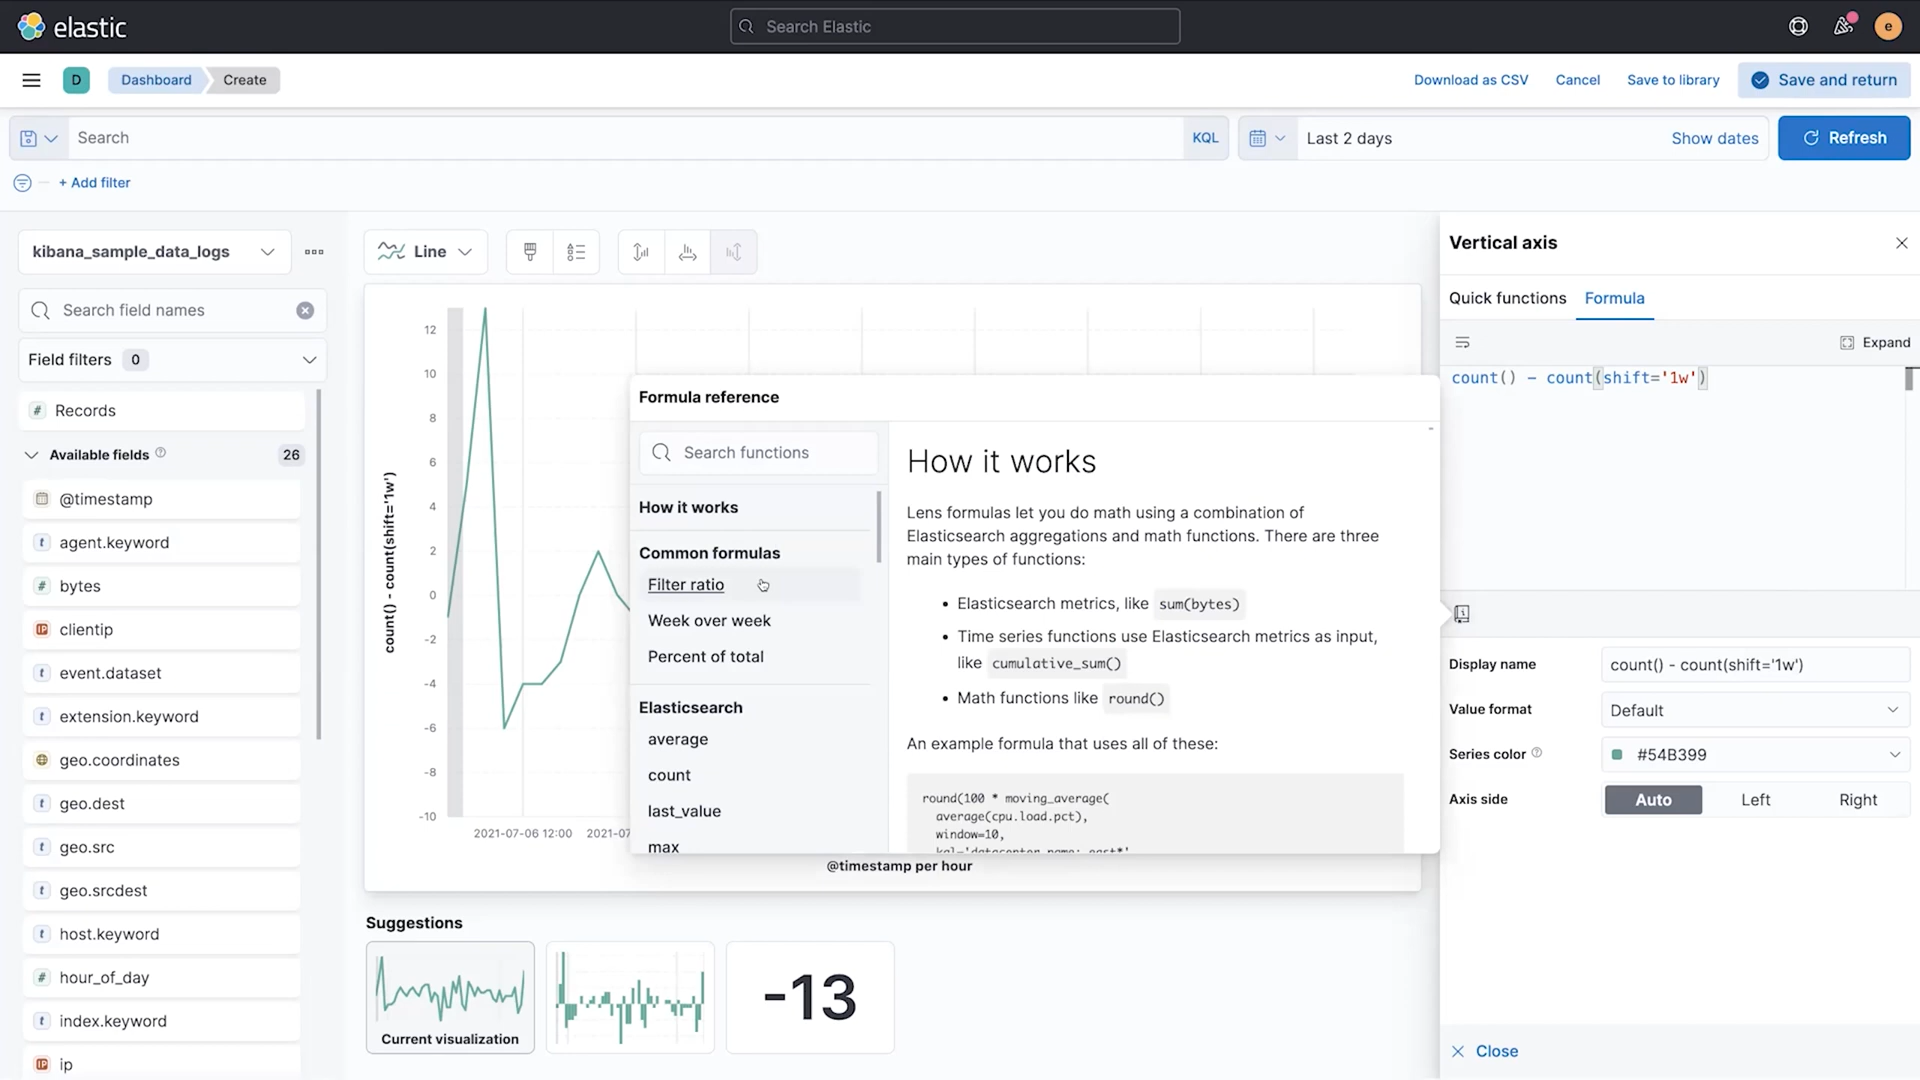 elastic
Search Elastic
e
D
Dashboard
Create
Download as CSV
Cancel
Save to library
Save and return
Search
KQL
Last 2 days
Show dates
Refresh
+ Add filter
kibana_sample_data_logs
Search field names
Field filters 0
# Records
Available fields
26
@timestamp
t agent.keyword
# bytes
IP clientip
t event.dataset
t extension.keyword
geo.coordinates
t geo.dest
t geo.src
t geo.srcdest
t host.keyword
# hour_of_day
t index.keyword
IP ip
Line
12
10
8
6
4
2
0
-2
-4
-6
-8
-10
count() - count(shift='1w')
2021-07-06 12:00
2021-07
@timestamp per hour
Formula reference
Search functions
How it works
Common formulas
Filter ratio
Week over week
Percent of total
Elasticsearch
average
count
last_value
max
How it works
Lens formulas let you do math using a combination of
Elasticsearch aggregations and math functions. There are three
main types of functions:
• Elasticsearch metrics, like sum(bytes)
• Time series functions use Elasticsearch metrics as input,
like cumulative_sum()
• Math functions like round()
An example formula that uses all of these:
round(100 * moving_average(
average(cpu.load.pct),
window=10,
kql='datacenter.name: east*'
Suggestions
Current visualization
-13
Vertical axis
Quick functions
Formula
Expand
count() - count(shift='1w')
Display name
count() - count(shift='1w')
Value format
Default
Series color
#54B399
Axis side
Auto
Left
Right
Close